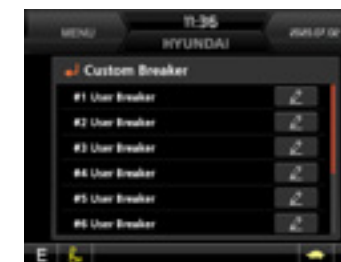 MENU
11:36
HYUNDAI
Custom Breaker
#1 User Breaker
#2 User Breaker
#3 User Breaker
#4 User Breaker
#5 User Breaker
#6 User Breaker
E